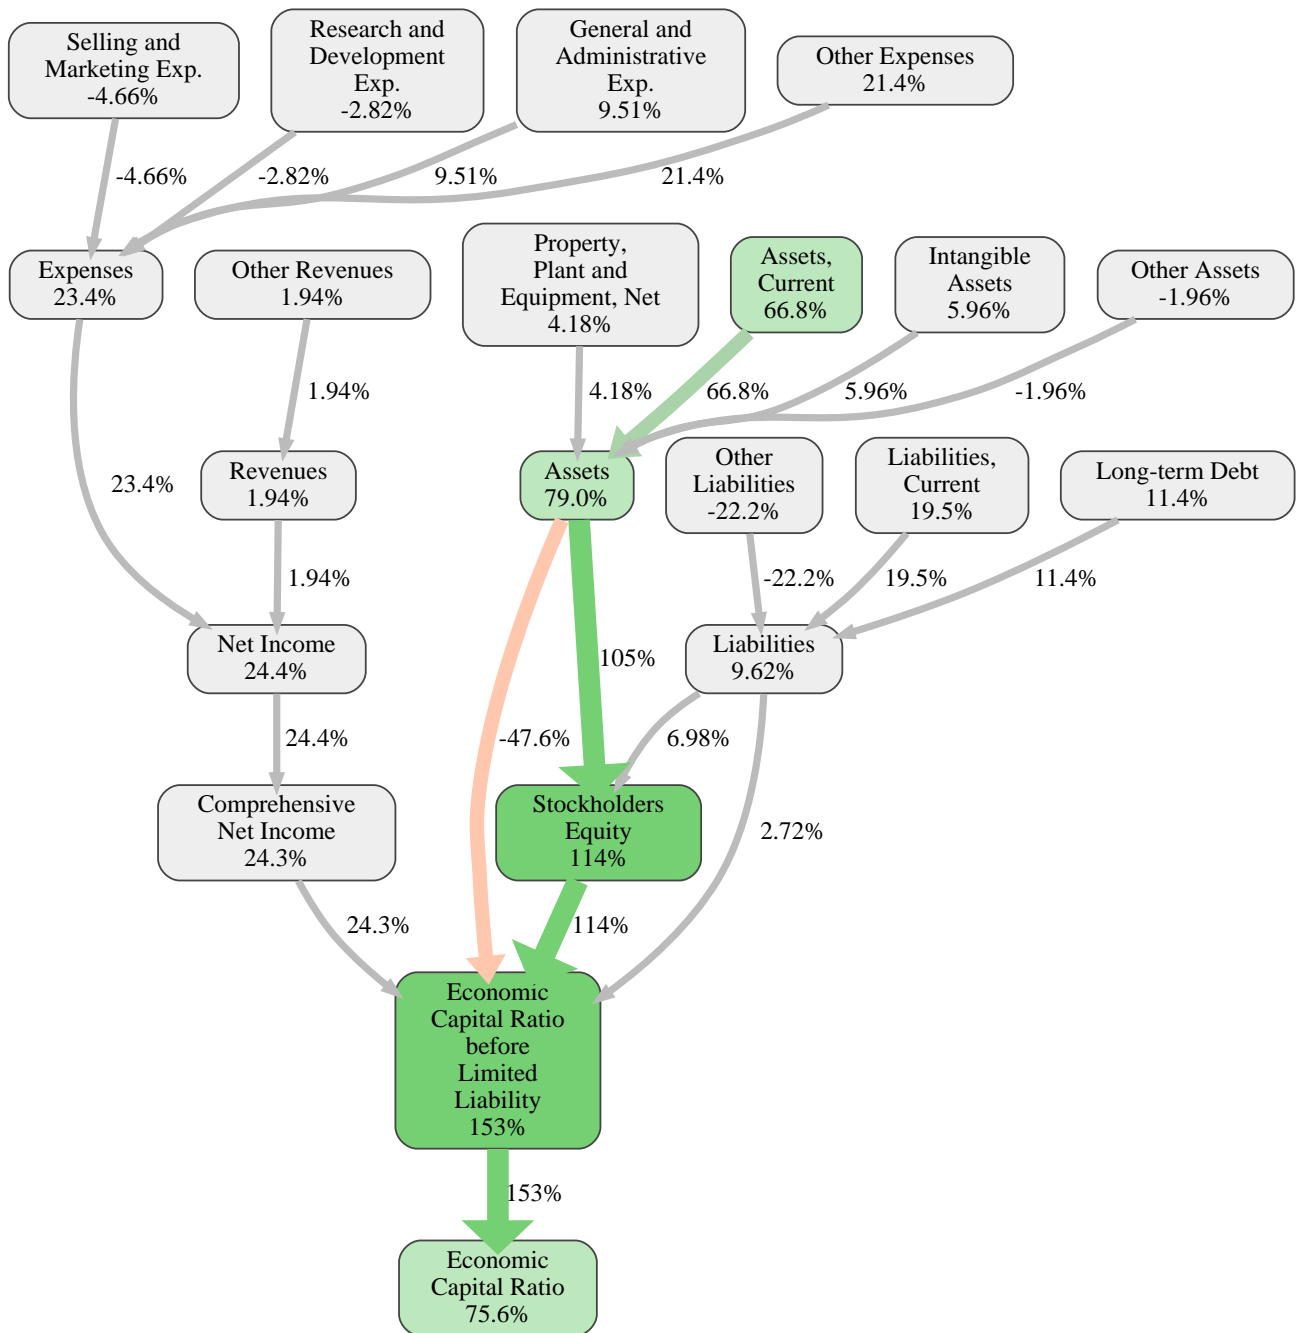 Selling and
Marketing Exp.
-4.66%
Research and
Development
Exp.
-2.82%
General and
Administrative
Exp.
9.51%
Other Expenses
21.4%
-4.66%
-2.82%
9.51%
21.4%
Expenses
23.4%
Other Revenues
1.94%
Property,
Plant and
Equipment, Net
4.18%
Assets,
Current
66.8%
Intangible
Assets
5.96%
Other Assets
-1.96%
1.94%
4.18%
66.8%
5.96%
-1.96%
23.4%
Revenues
1.94%
Assets
79.0%
Other
Liabilities
-22.2%
Liabilities,
Current
19.5%
Long-term Debt
11.4%
1.94%
-22.2%
19.5%
11.4%
Net Income
24.4%
105%
Liabilities
9.62%
24.4%
-47.6%
6.98%
Comprehensive
Net Income
24.3%
Stockholders
Equity
114%
2.72%
24.3%
114%
Economic
Capital Ratio
before
Limited
Liability
153%
153%
Economic
Capital Ratio
75.6%